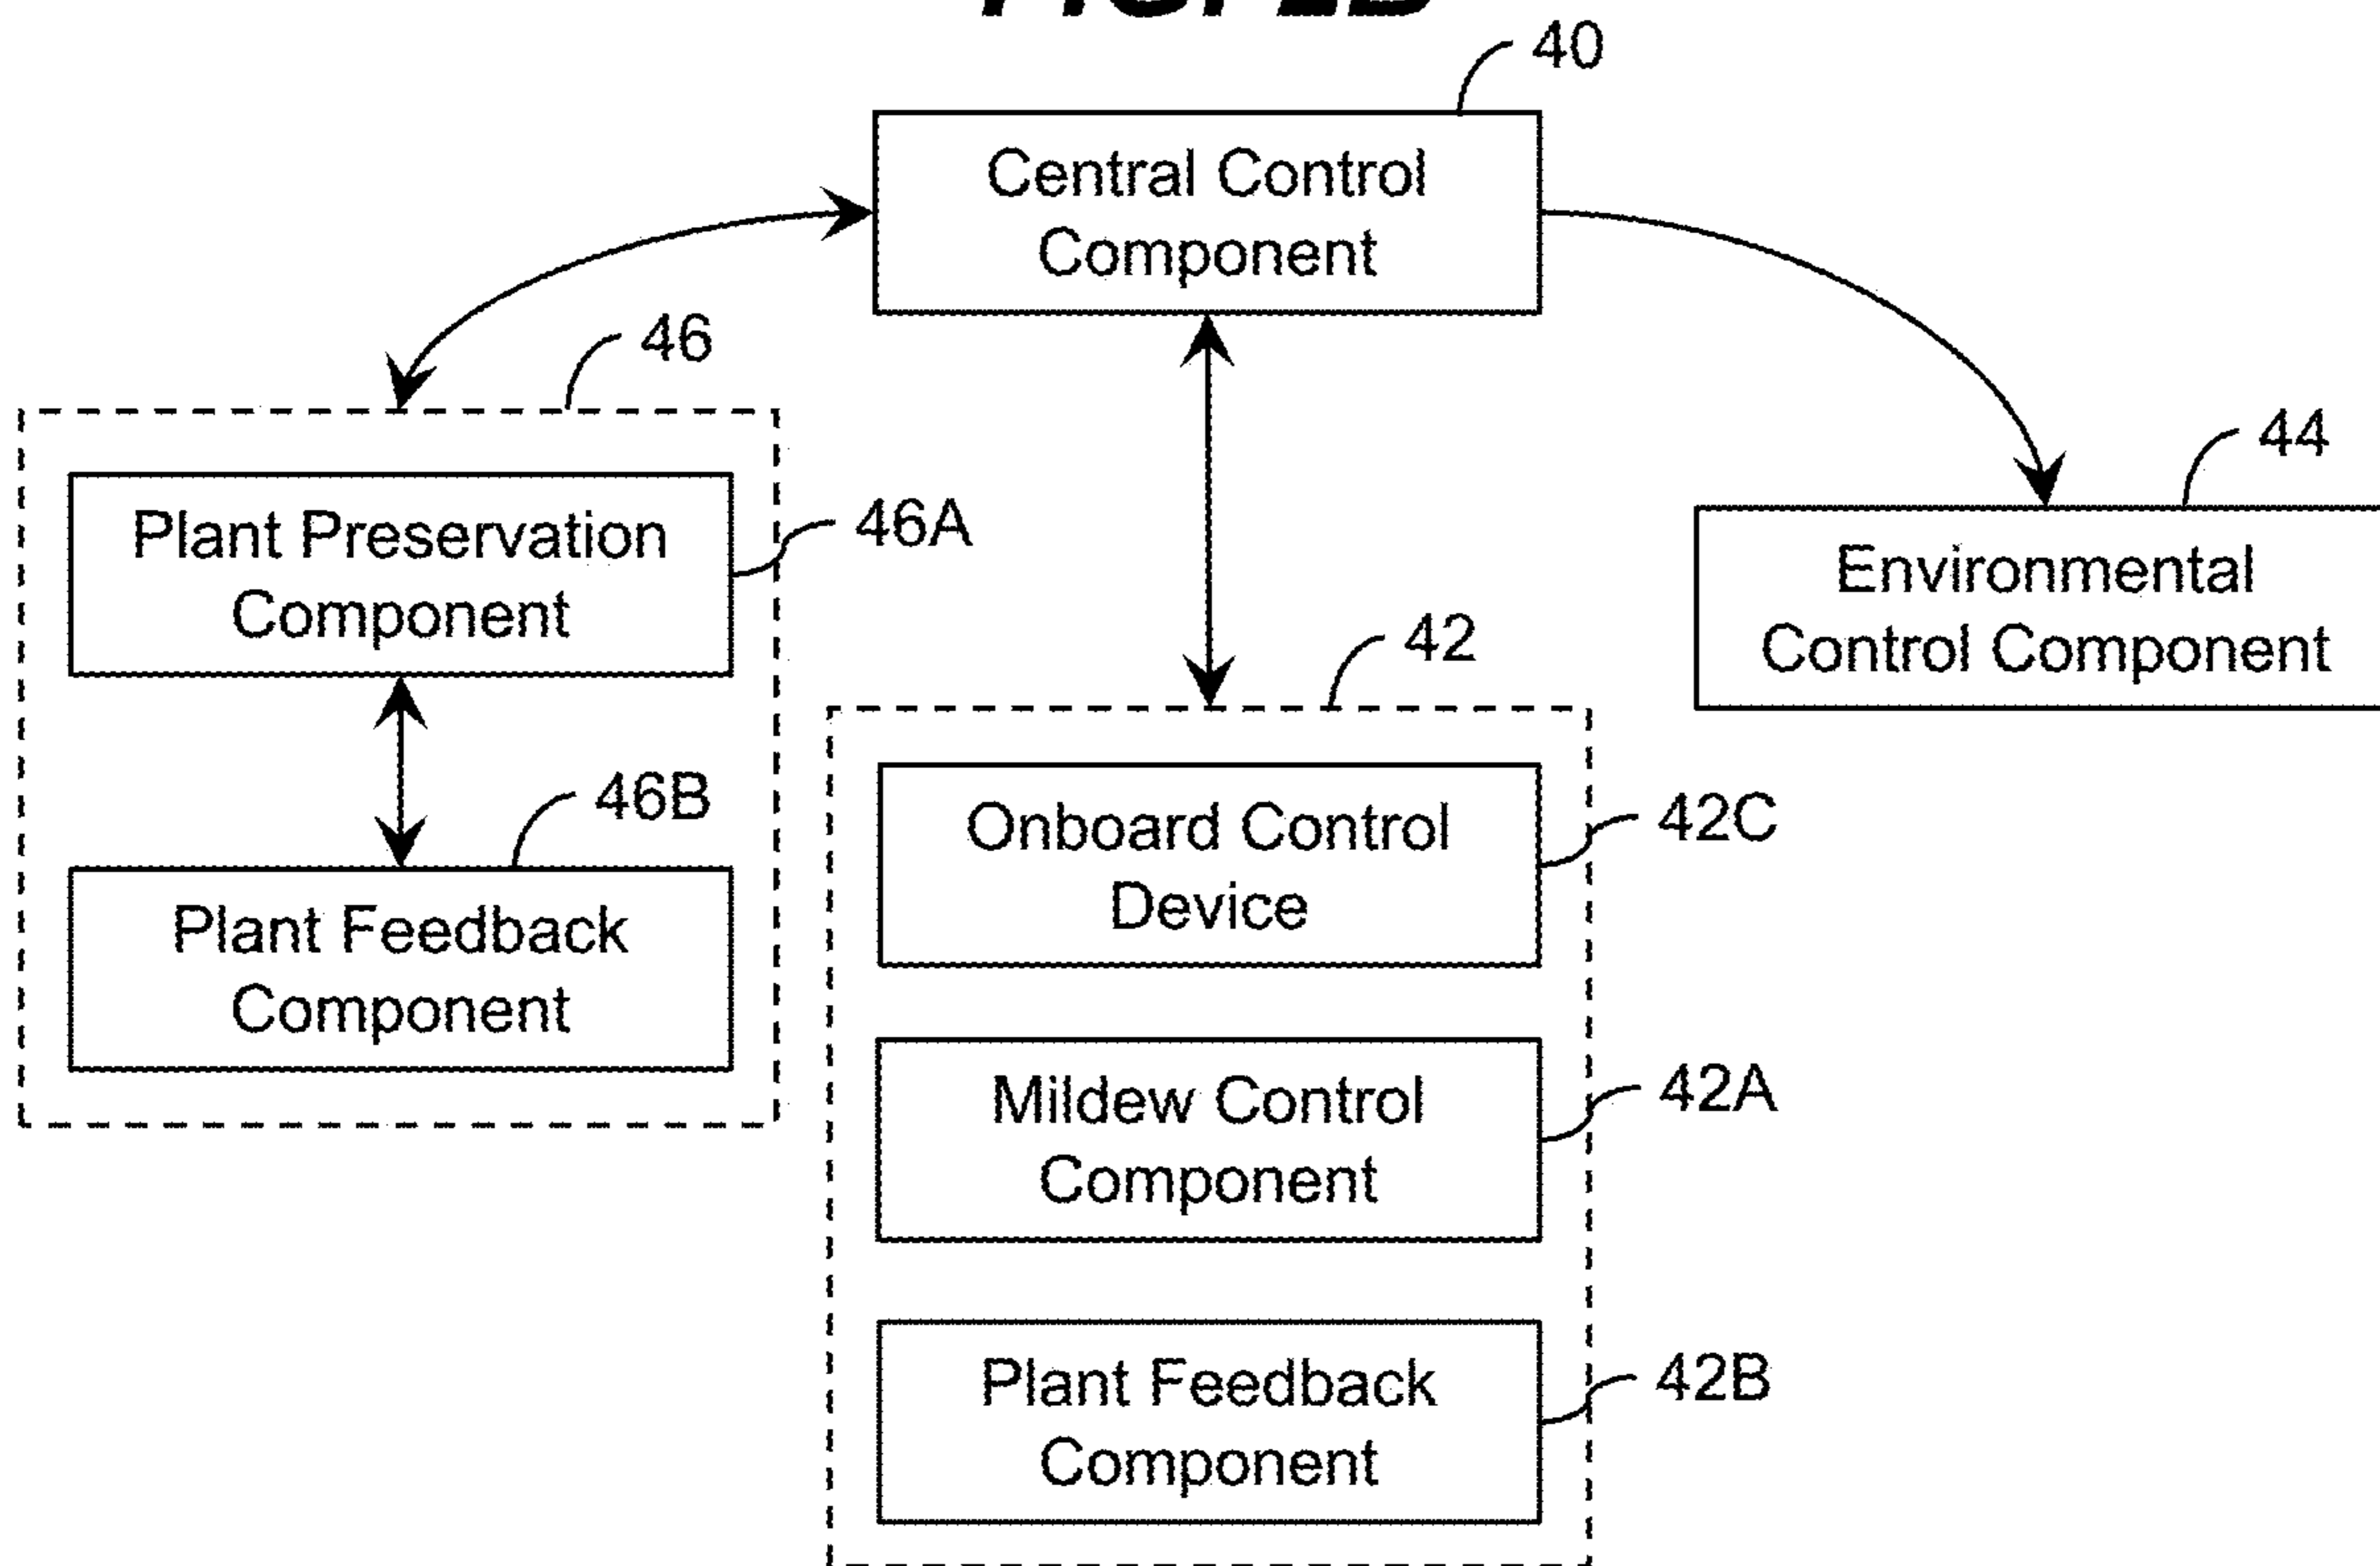 40
Central Control
Component
46
44
Plant Preservation
Component
46A
Environmental
Control Component
42
46B
Onboard Control
Device
42C
Plant Feedback
Component
Mildew Control
Component
42A
Plant Feedback
Component
42B